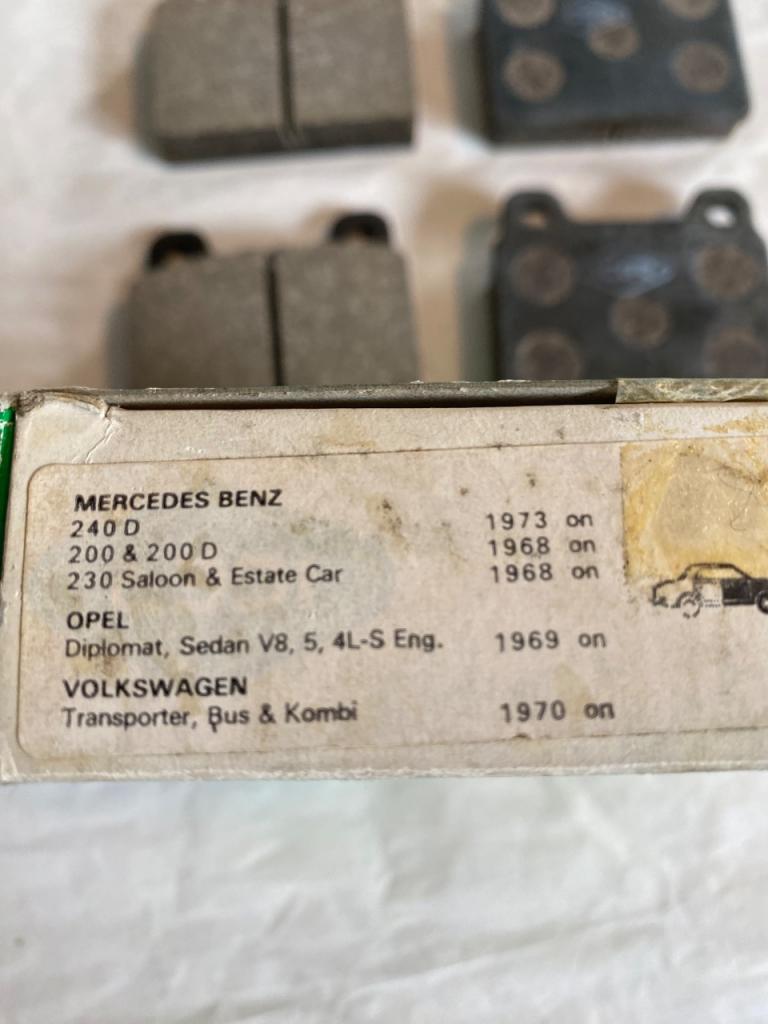 MERCEDES BENZ
240 D 1973 on
200 & 200 D 1968 on
230 Saloon & Estate Car 1968 on
OPEL
Diplomat, Sedan V8, 5, 4L-S Eng. 1969 on
VOLKSWAGEN
Transporter, Bus & Kombi 1970 on